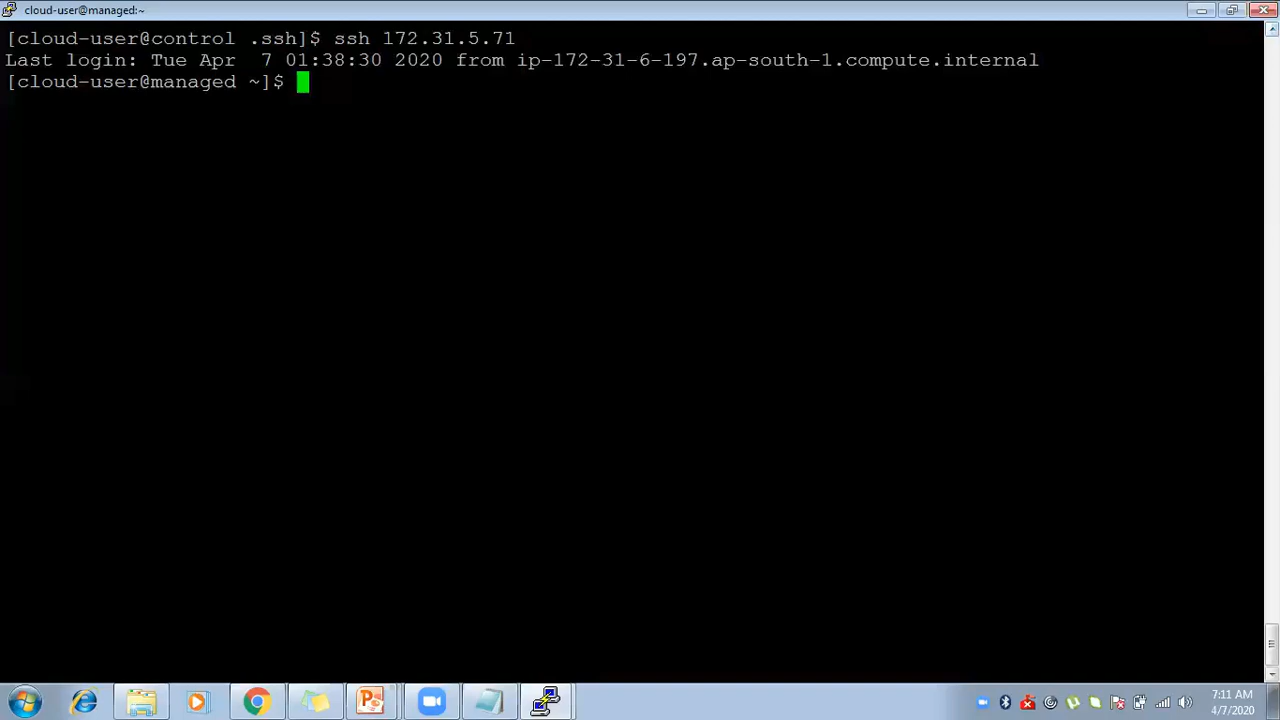 cloud-user@managed:~
[cloud-user@control .ssh]$ ssh 172.31.5.71
Last login: Tue Apr  7 01:38:30 2020 from ip-172-31-6-197.ap-south-1.compute.internal
[cloud-user@managed ~]$
7:11 AM
4/7/2020